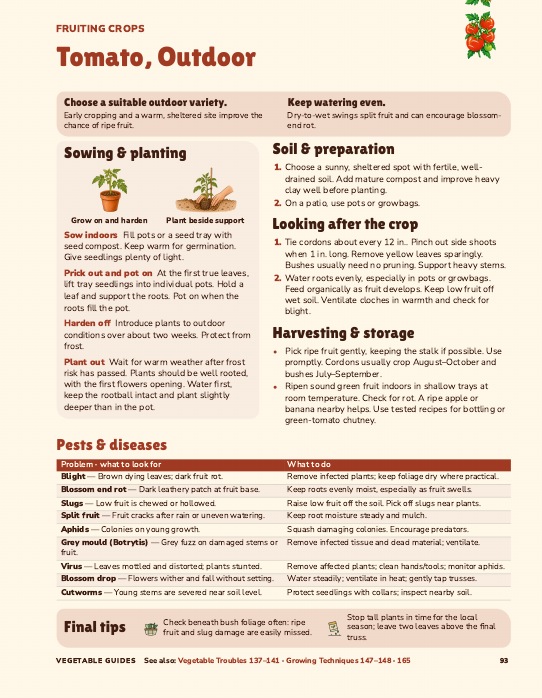 FRUITING CROPS
Tomato, Outdoor
Choose a suitable outdoor variety.
Early cropping and a warm, sheltered site improve the
chance of ripe fruit.
Keep watering even.
Dry-to-wet swings split fruit and can encourage blossom-
end rot.
Sowing & planting
Grow on and harden
Plant beside support
Sow indoors Fill pots or a seed tray with
seed compost. Keep warm for germination.
Give seedlings plenty of light.
Prick out and pot on At the first true leaves,
lift tray seedlings into individual pots. Hold a
leaf and support the roots. Pot on when the
roots fill the pot.
Harden off Introduce plants to outdoor
conditions over about two weeks. Protect from
frost.
Plant out Wait for warm weather after frost
risk has passed. Plants should be well rooted,
with the first flowers opening. Water first,
keep the rootball intact and plant slightly
deeper than in the pot.
Soil & preparation
1. Choose a sunny, sheltered spot with fertile, well-
drained soil. Add mature compost and improve heavy
clay well before planting.
2. On a patio, use pots or growbags.
Looking after the crop
1. Tie cordons about every 12 in.. Pinch out side shoots
when 1 in. long. Remove yellow leaves sparingly.
Bushes usually need no pruning. Support heavy stems.
2. Water roots evenly, especially in pots or growbags.
Feed organically as fruit develops. Keep low fruit off
wet soil. Ventilate cloches in warmth and check for
blight.
Harvesting & storage
• Pick ripe fruit gently, keeping the stalk if possible. Use
promptly. Cordons usually crop August–October and
bushes July–September.
• Ripen sound green fruit indoors in shallow trays at
room temperature. Check for rot. A ripe apple or
banana nearby helps. Use tested recipes for bottling or
green-tomato chutney.
Pests & diseases
Problem - what to look for What to do
Blight — Brown dying leaves; dark fruit rot. Remove infected plants; keep foliage dry where practical.
Blossom end rot — Dark leathery patch at fruit base. Keep roots evenly moist, especially as fruit swells.
Slugs — Low fruit is chewed or hollowed. Raise low fruit off the soil. Pick off slugs near plants.
Split fruit — Fruit cracks after rain or uneven watering. Keep root moisture steady and mulch.
Aphids — Colonies on young growth. Squash damaging colonies. Encourage predators.
Grey mould (Botrytis) — Grey fuzz on damaged stems or Remove infected tissue and dead material; ventilate.
fruit.
Virus — Leaves mottled and distorted; plants stunted. Remove affected plants; clean hands/tools; monitor aphids.
Blossom drop — Flowers wither and fall without setting. Water steadily; ventilate in heat; gently tap trusses.
Cutworms — Young stems are severed near soil level. Protect seedlings with collars; inspect nearby soil.
Final tips
Check beneath bush foliage often: ripe
fruit and slug damage are easily missed.
Stop tall plants in time for the local
season; leave two leaves above the final
truss.
VEGETABLE GUIDES See also: Vegetable Troubles 137–141 · Growing Techniques 147–148 · 165 93